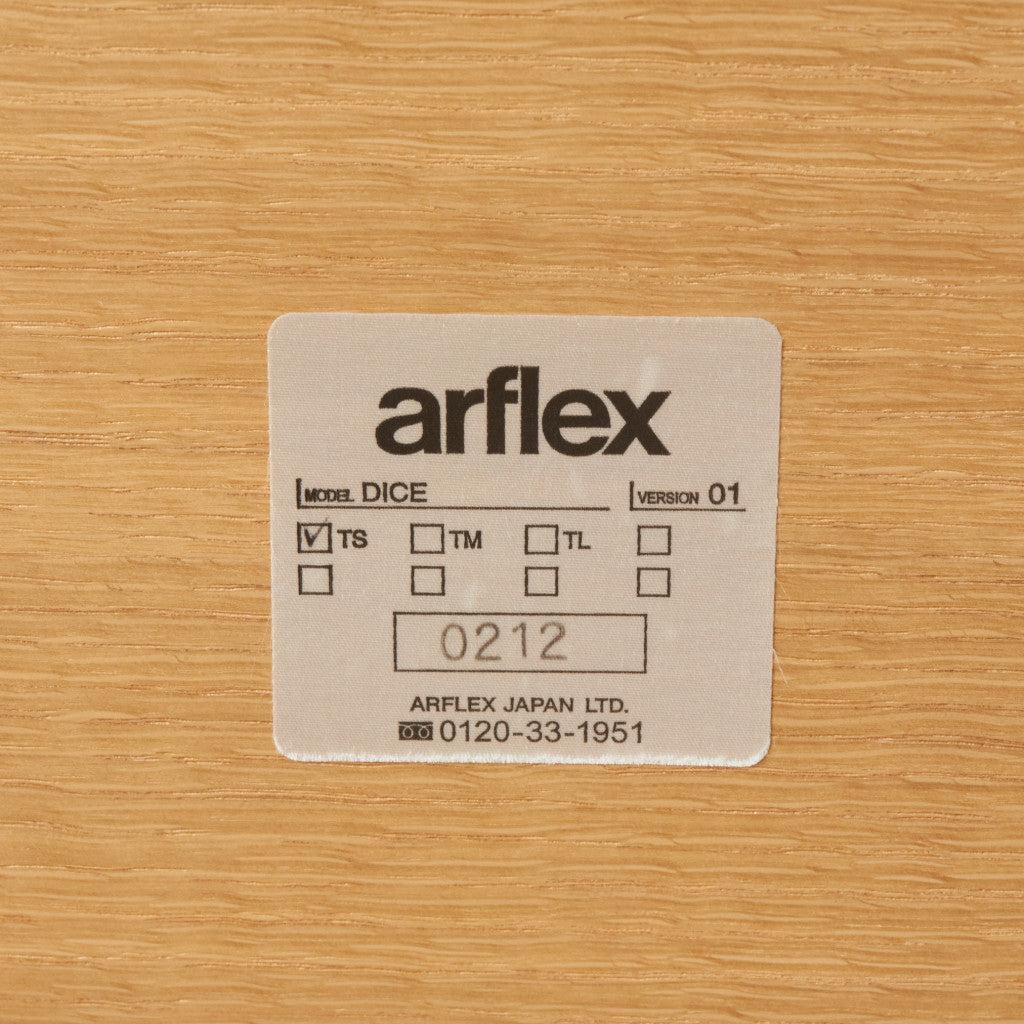 arflex
MODEL DICE VERSION 01
TS TM TL
0212
ARFLEX JAPAN LTD.
0120-33-1951